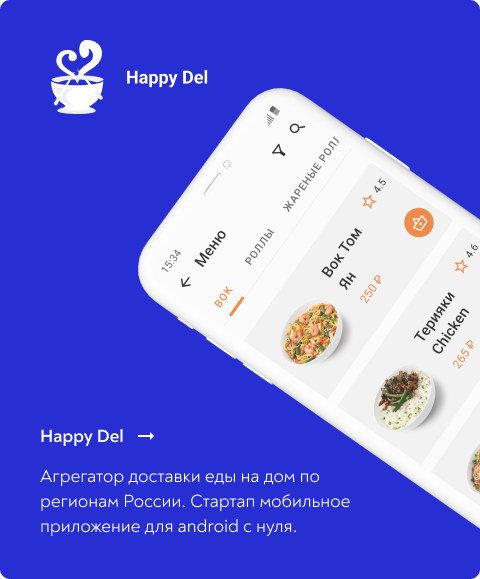 Happy Del
15:34
Меню
ВОК
РОЛЛЫ
ЖАРЕНЫЕ РОЛЛ
4.5
Вок Том
Ян
250 ₽
4.6
Терияки
Chicken
265 ₽
Happy Del →
Агрегатор доставки еды на дом по
регионам России. Стартап мобильное
приложение для android с нуля.